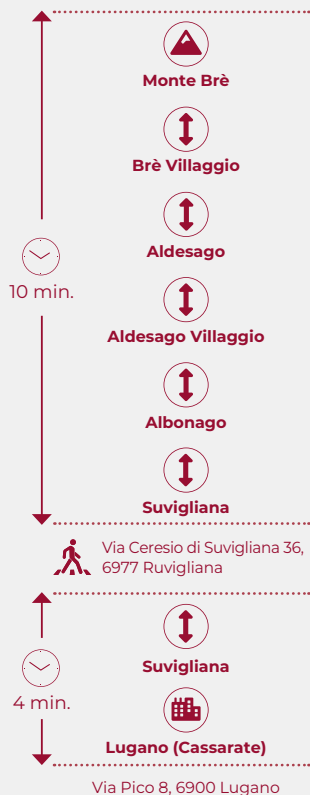 Monte Brè
Brè Villaggio
Aldesago
10 min.
Aldesago Villaggio
Albonago
Suvigliana
Via Ceresio di Suvigliana 36,
6977 Ruvigliana
Suvigliana
4 min.
Lugano (Cassarate)
Via Pico 8, 6900 Lugano